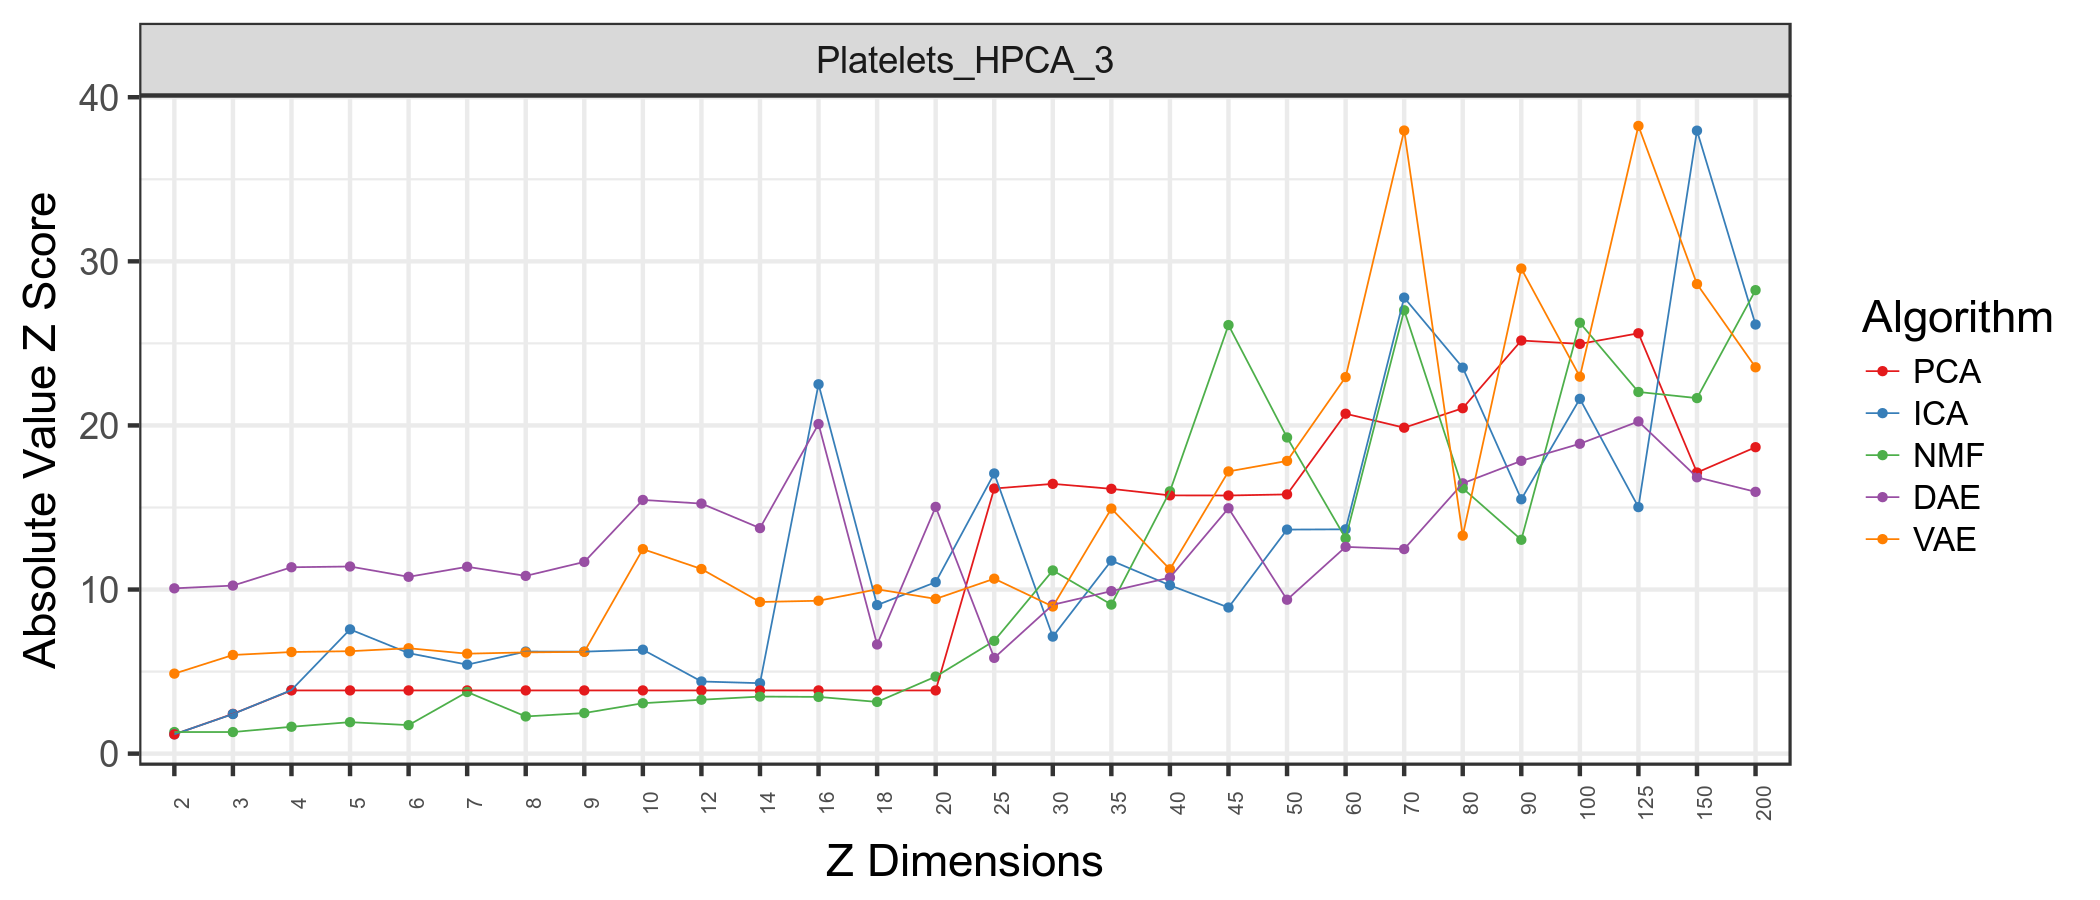 Platelets_HPCA_3
40
30
20
10
0
Absolute Value Z Score
2 3 4 5 6 7 8 9 10 12 14 16 18 20 25 30 35 40 45 50 60 70 80 90 100 125 150 200
Z Dimensions
Algorithm
PCA
ICA
NMF
DAE
VAE